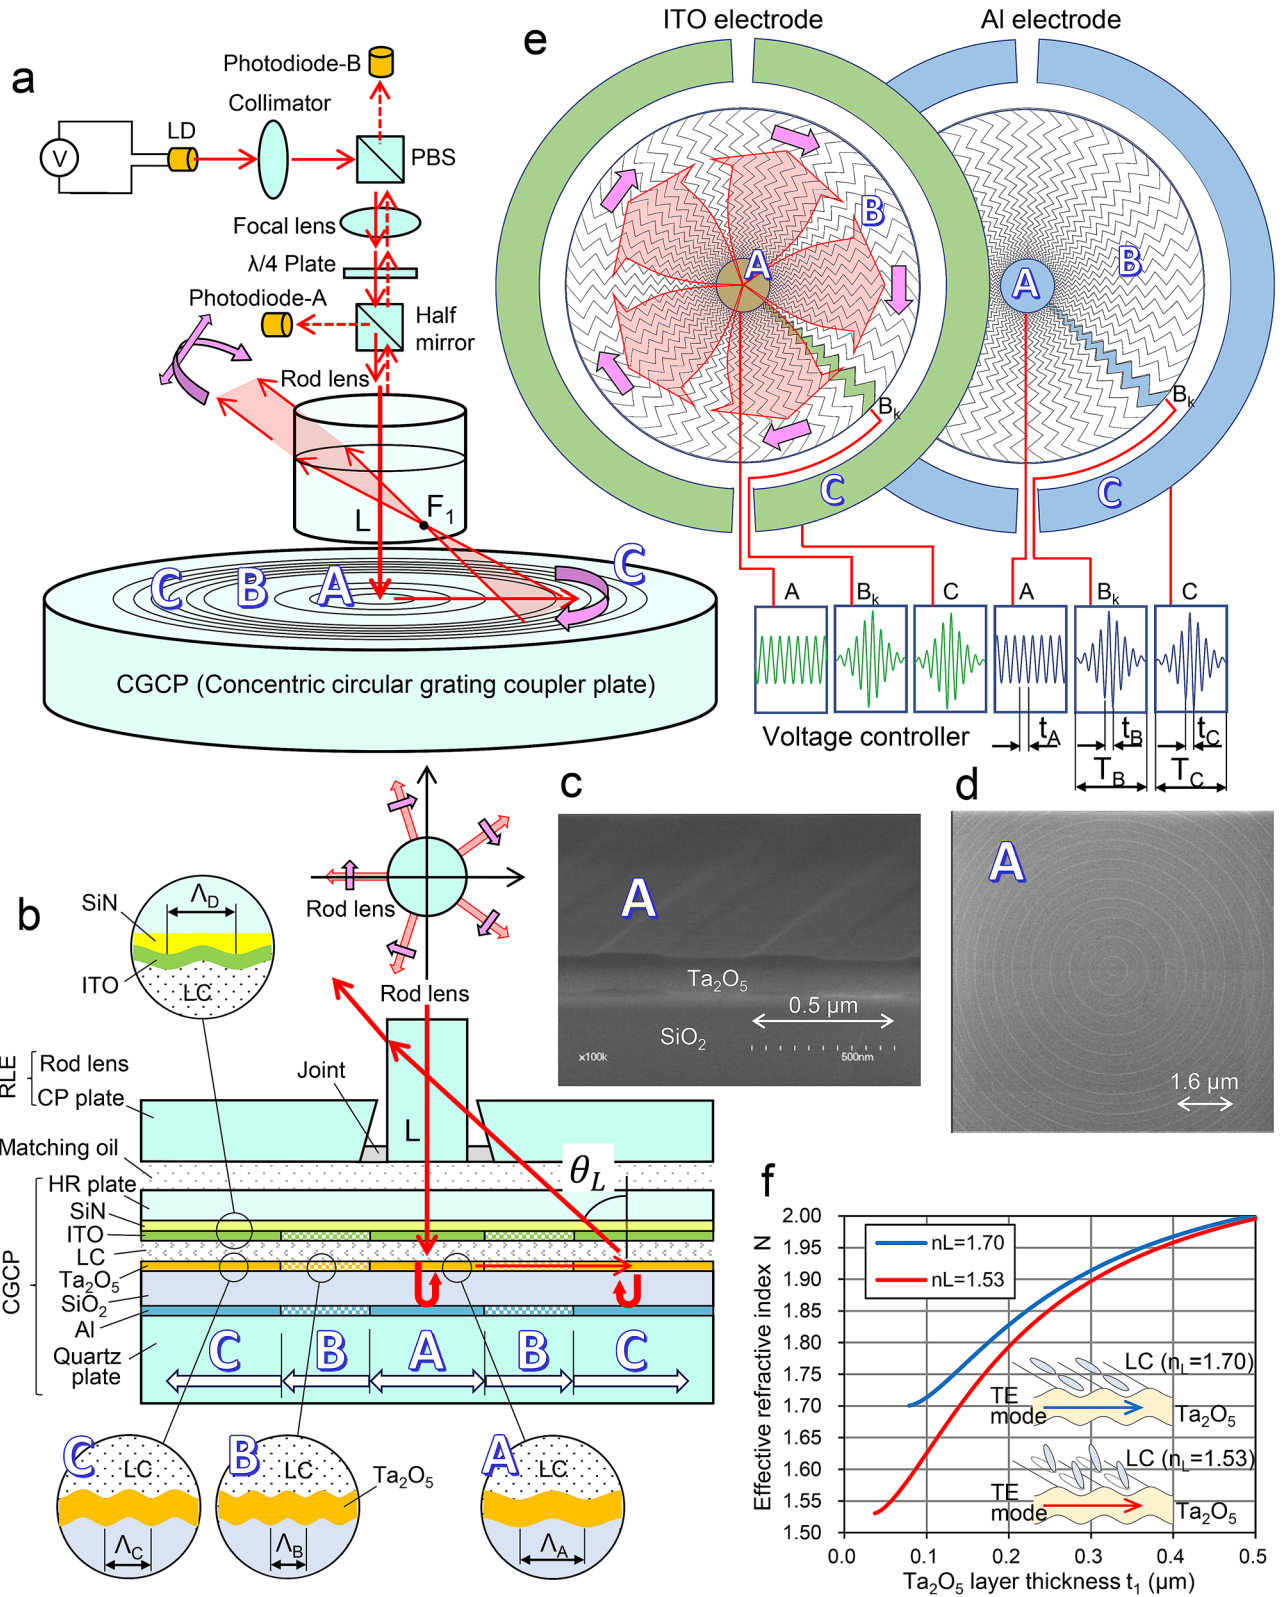 a
Photodiode-B
Collimator
LD
V
PBS
Focal lens
λ/4 Plate
Photodiode-A
Half
mirror
Rod lens
L
F1
C
B
A
C
CGCP (Concentric circular grating coupler plate)
e
ITO electrode
Al electrode
A
B
Bk
C
A
B
Bk
C
A
Bk
C
A
Bk
C
Voltage controller
tA
tB
tC
TB
TC
b
SiN
ΛD
ITO
LC
Rod lens
Rod lens
RLE
Rod lens
CP plate
Joint
L
θL
Matching oil
CGCP
HR plate
SiN
ITO
LC
Ta2O5
SiO2
Al
Quartz
plate
C
B
A
B
C
C
LC
ΛC
B
LC
ΛB
Ta2O5
A
LC
ΛA
c
A
Ta2O5
0.5 μm
SiO2
×100k
500nm
d
A
1.6 μm
f
Effective refractive index N
2.00
1.95
1.90
1.85
1.80
1.75
1.70
1.65
1.60
1.55
1.50
nL=1.70
nL=1.53
LC (nL=1.70)
TE
mode
Ta2O5
LC (nL=1.53)
TE
mode
Ta2O5
0.0
0.1
0.2
0.3
0.4
0.5
Ta2O5 layer thickness t1 (μm)